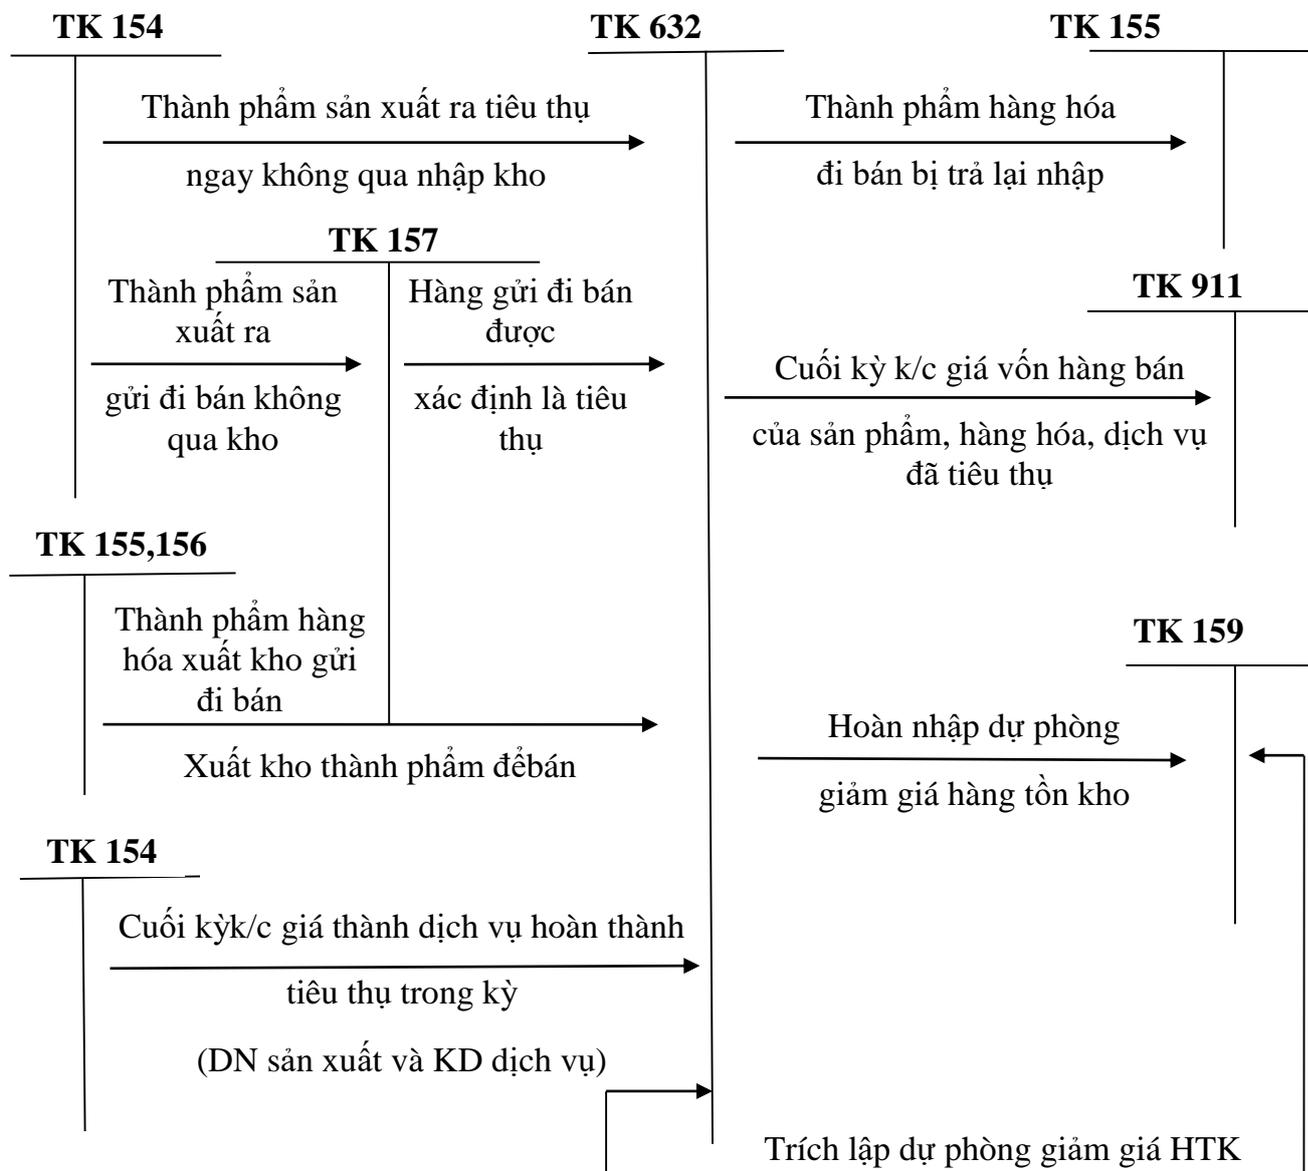 TK 154
TK 632
TK 155
Thành phẩm sản xuất ra tiêu thụ
ngay không qua nhập kho
Thành phẩm hàng hóa
đi bán bị trả lại nhập
TK 157
Thành phẩm sản
xuất ra
gửi đi bán không
qua kho
Hàng gửi đi bán
được
xác định là tiêu
thụ
TK 911
Cuối kỳ k/c giá vốn hàng bán
của sản phẩm, hàng hóa, dịch vụ
đã tiêu thụ
TK 155,156
Thành phẩm hàng
hóa xuất kho gửi
đi bán
Xuất kho thành phẩm đểbán
TK 159
Hoàn nhập dự phòng
giảm giá hàng tồn kho
TK 154
Cuối kỳk/c giá thành dịch vụ hoàn thành
tiêu thụ trong kỳ
(DN sản xuất và KD dịch vụ)
Trích lập dự phòng giảm giá HTK